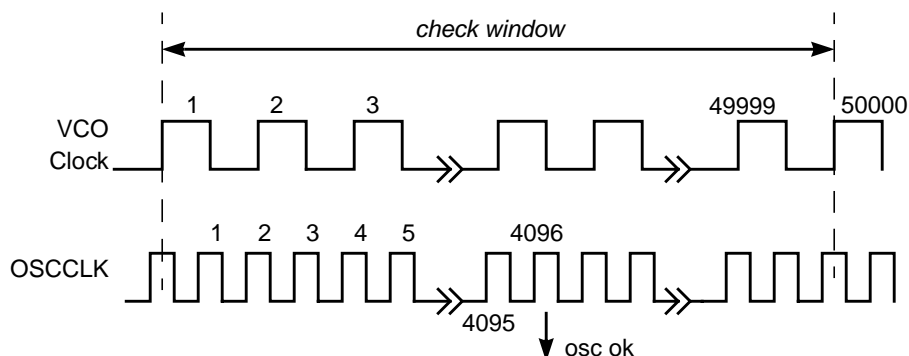 check window
1 2 3 49999 50000
VCO
Clock
1 2 3 4 5 4096
OSCCLK
4095
osc ok